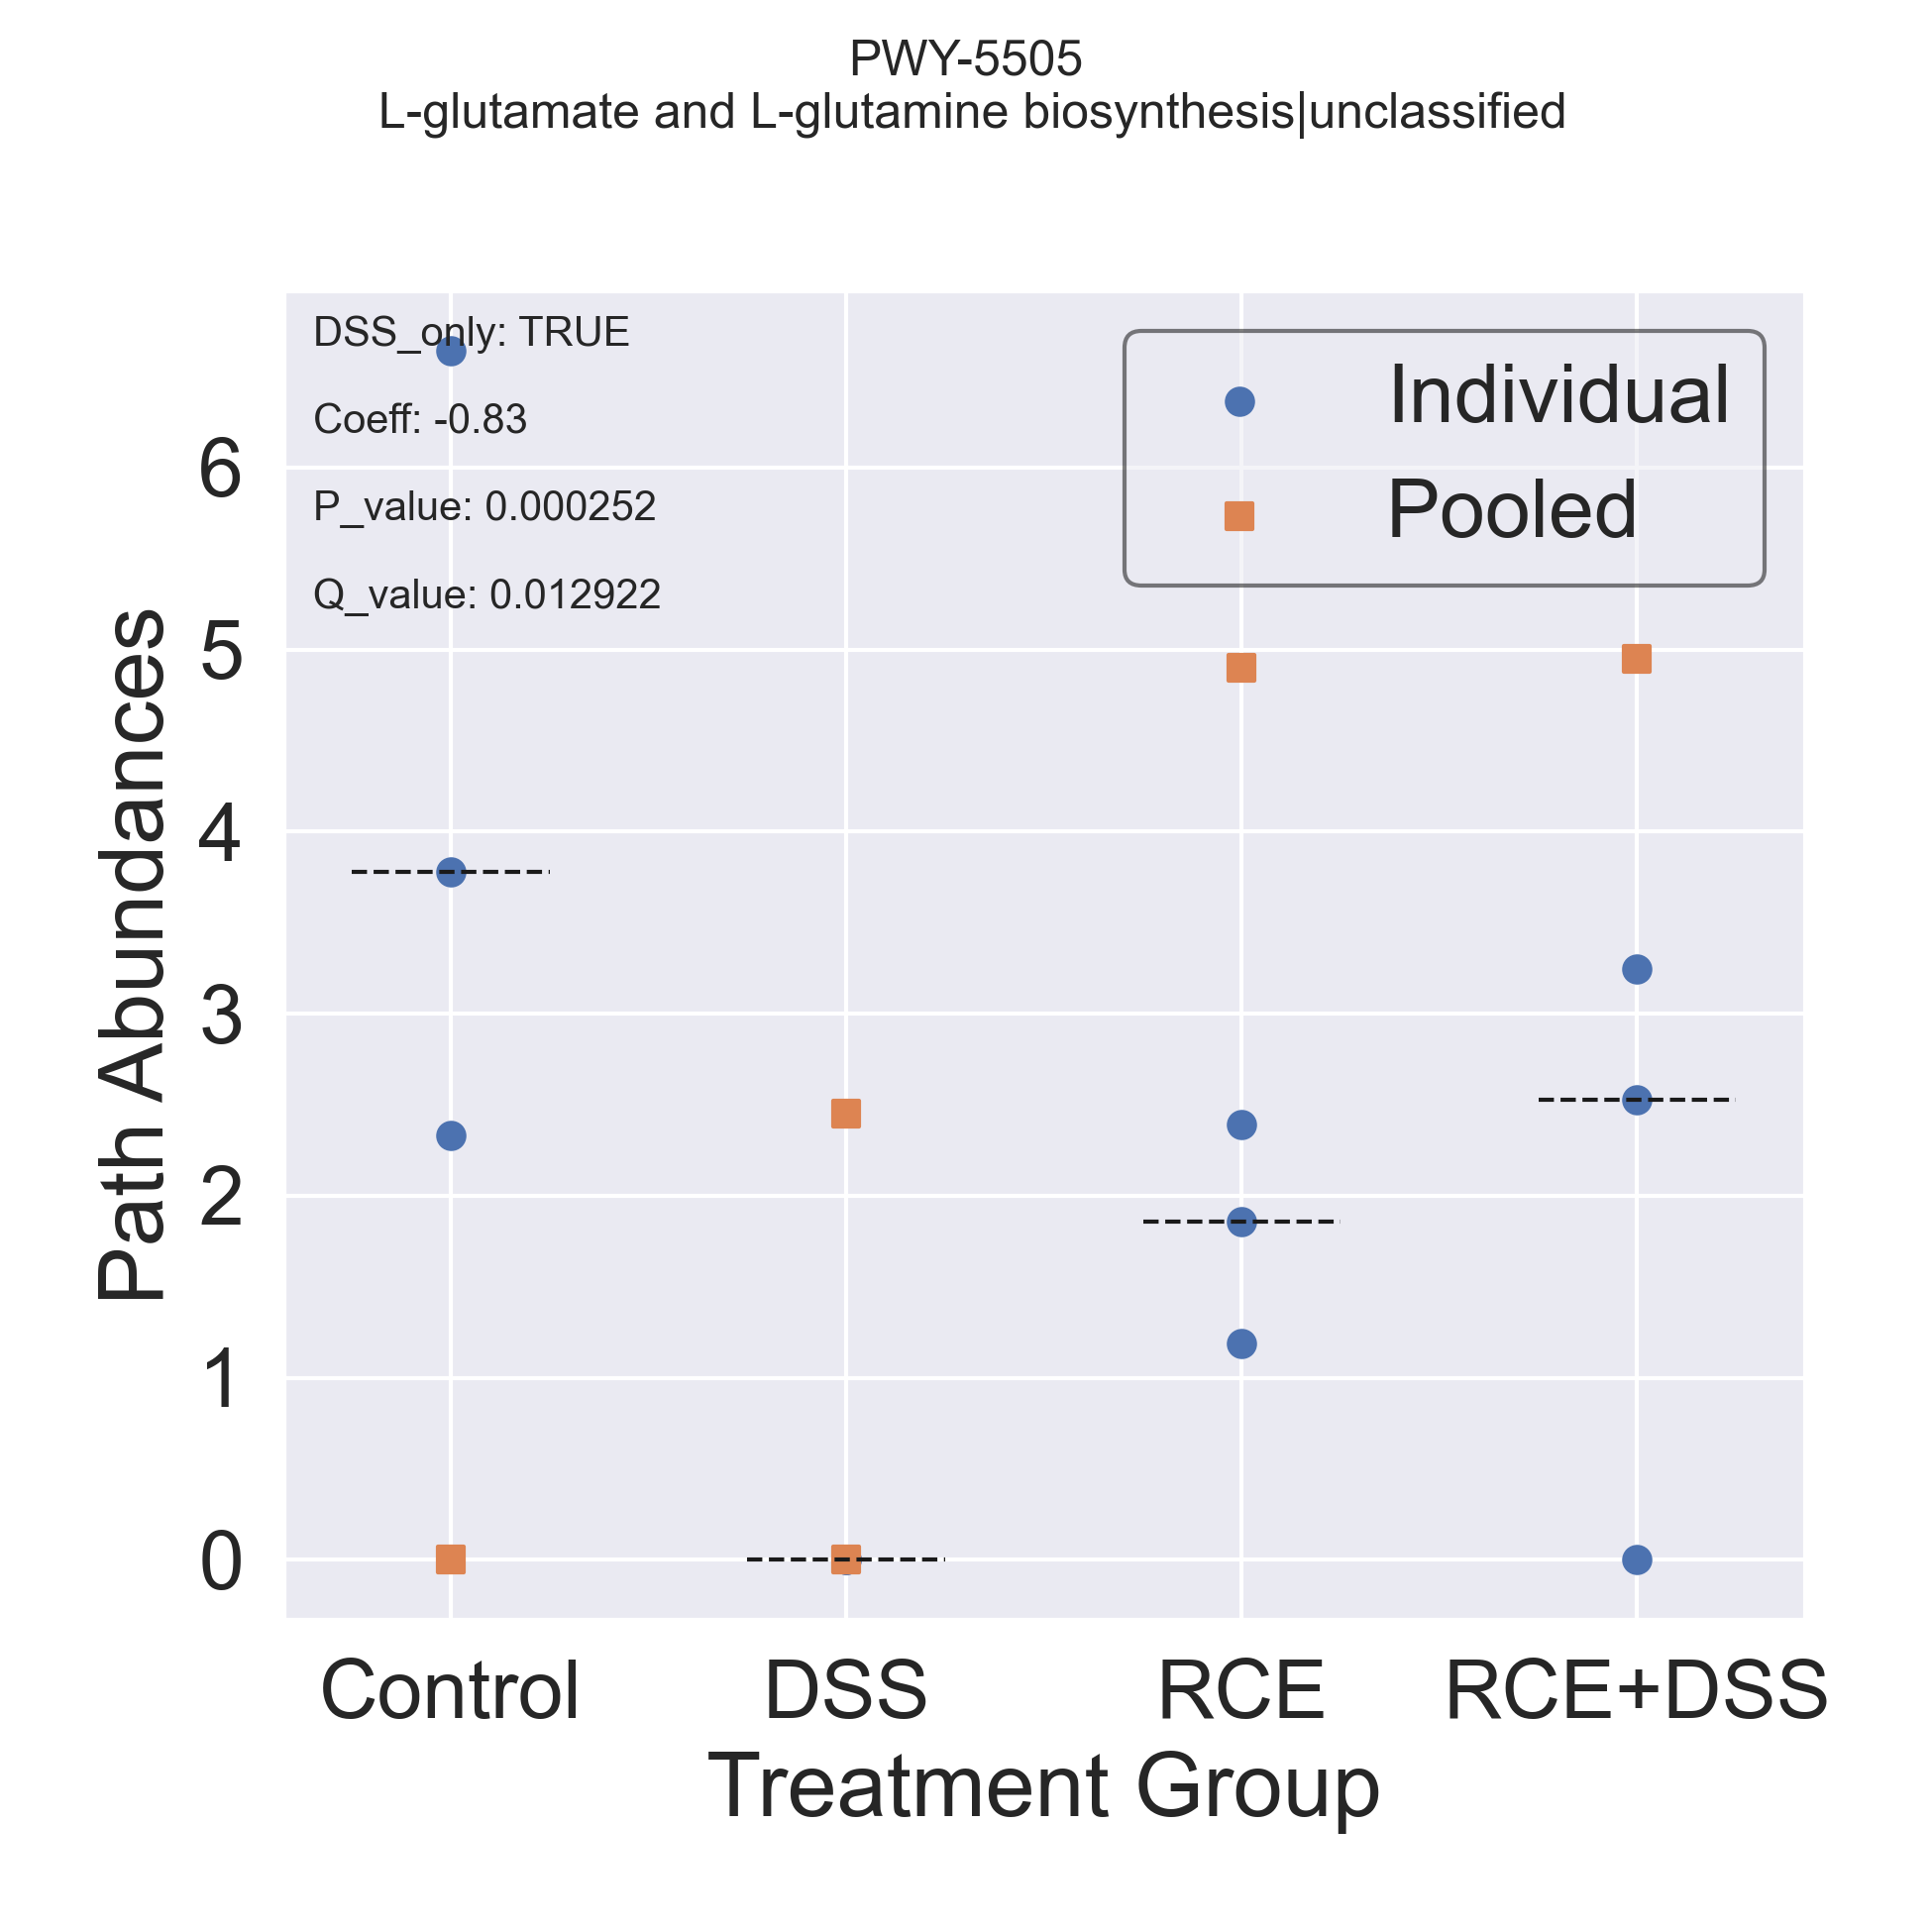 PWY-5505
L-glutamate and L-glutamine biosynthesis|unclassified
DSS_only: TRUE
Coeff: -0.83
P_value: 0.000252
Q_value: 0.012922
Individual
Pooled
Path Abundances
6
5
4
3
2
1
0
Control DSS RCE RCE+DSS
Treatment Group